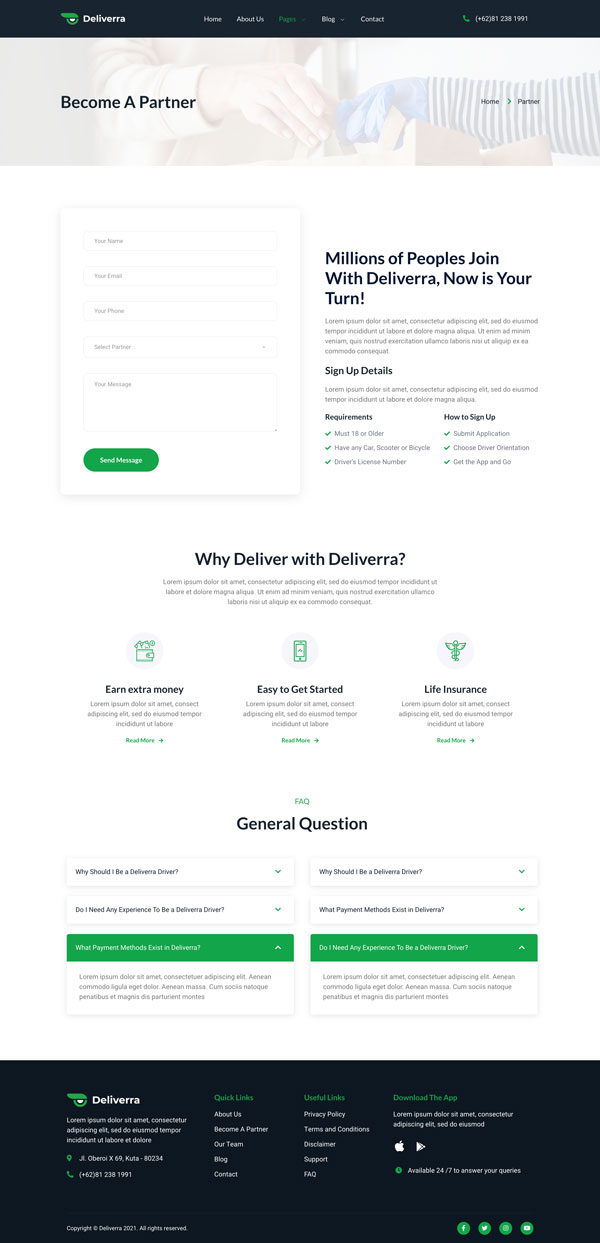 Deliverra
Home
About Us
Pages
Blog
Contact
(+62)81 238 1991
Become A Partner
Home
Partner
Your Name
Your Email
Your Phone
Select Partner
Your Message
Send Message
Millions of Peoples Join
With Deliverra, Now is Your
Turn!
Lorem ipsum dolor sit amet, consectetur adipiscing elit, sed do eiusmod
tempor incididunt ut labore et dolore magna aliqua. Ut enim ad minim
veniam, quis nostrud exercitation ullamco laboris nisi ut aliquip ex ea
commodo consequat.
Sign Up Details
Lorem ipsum dolor sit amet, consectetur adipiscing elit, sed do eiusmod
tempor incididunt ut labore et dolore magna aliqua.
Requirements
Must 18 or Older
Have any Car, Scooter or Bicycle
Driver's License Number
How to Sign Up
Submit Application
Choose Driver Orientation
Get the App and Go
Why Deliver with Deliverra?
Lorem ipsum dolor sit amet, consectetur adipiscing tempor incididunt ut
labore et dolore magna aliqua. Ut enim ad minim veniam, quis nostrud exercitation ullamco
laboris nisi ut aliquip ex ea commodo consequat.
Earn extra money
Lorem ipsum dolor sit amet, consect
adipiscing elit, sed do eiusmod tempor
incididunt ut labore
Read More
Easy to Get Started
Lorem ipsum dolor sit amet, consect
adipiscing elit, sed do eiusmod tempor
incididunt ut labore
Read More
Life Insurance
Lorem ipsum dolor sit amet, consect
adipiscing elit, sed do eiusmod tempor
incididunt ut labore
Read More
FAQ
General Question
Why Should I Be a Deliverra Driver?
Do I Need Any Experience To Be a Deliverra Driver?
What Payment Methods Exist in Deliverra?
Lorem ipsum dolor sit amet, consectetuer adipiscing elit. Aenean
commodo ligula eget dolor. Aenean massa. Cum sociis natoque
penatibus et magnis dis parturient montes
Why Should I Be a Deliverra Driver?
What Payment Methods Exist in Deliverra?
Do I Need Any Experience To Be a Deliverra Driver?
Lorem ipsum dolor sit amet, consectetuer adipiscing elit. Aenean
commodo ligula eget dolor. Aenean massa. Cum sociis natoque
penatibus et magnis dis parturient montes
Deliverra
Lorem ipsum dolor sit amet, consectetur
adipiscing elit, sed do eiusmod tempor
incididunt ut labore et dolore
Jl. Oberoi X 69, Kuta - 80234
(+62)81 238 1991
Quick Links
About Us
Become A Partner
Our Team
Blog
Contact
Useful Links
Privacy Policy
Terms and Conditions
Disclaimer
Support
FAQ
Download The App
Lorem ipsum dolor sit amet, consectetur
adipiscing elit, sed do eiusmod
Available 24 /7 to answer your queries
Copyright © Deliverra 2021. All rights reserved.